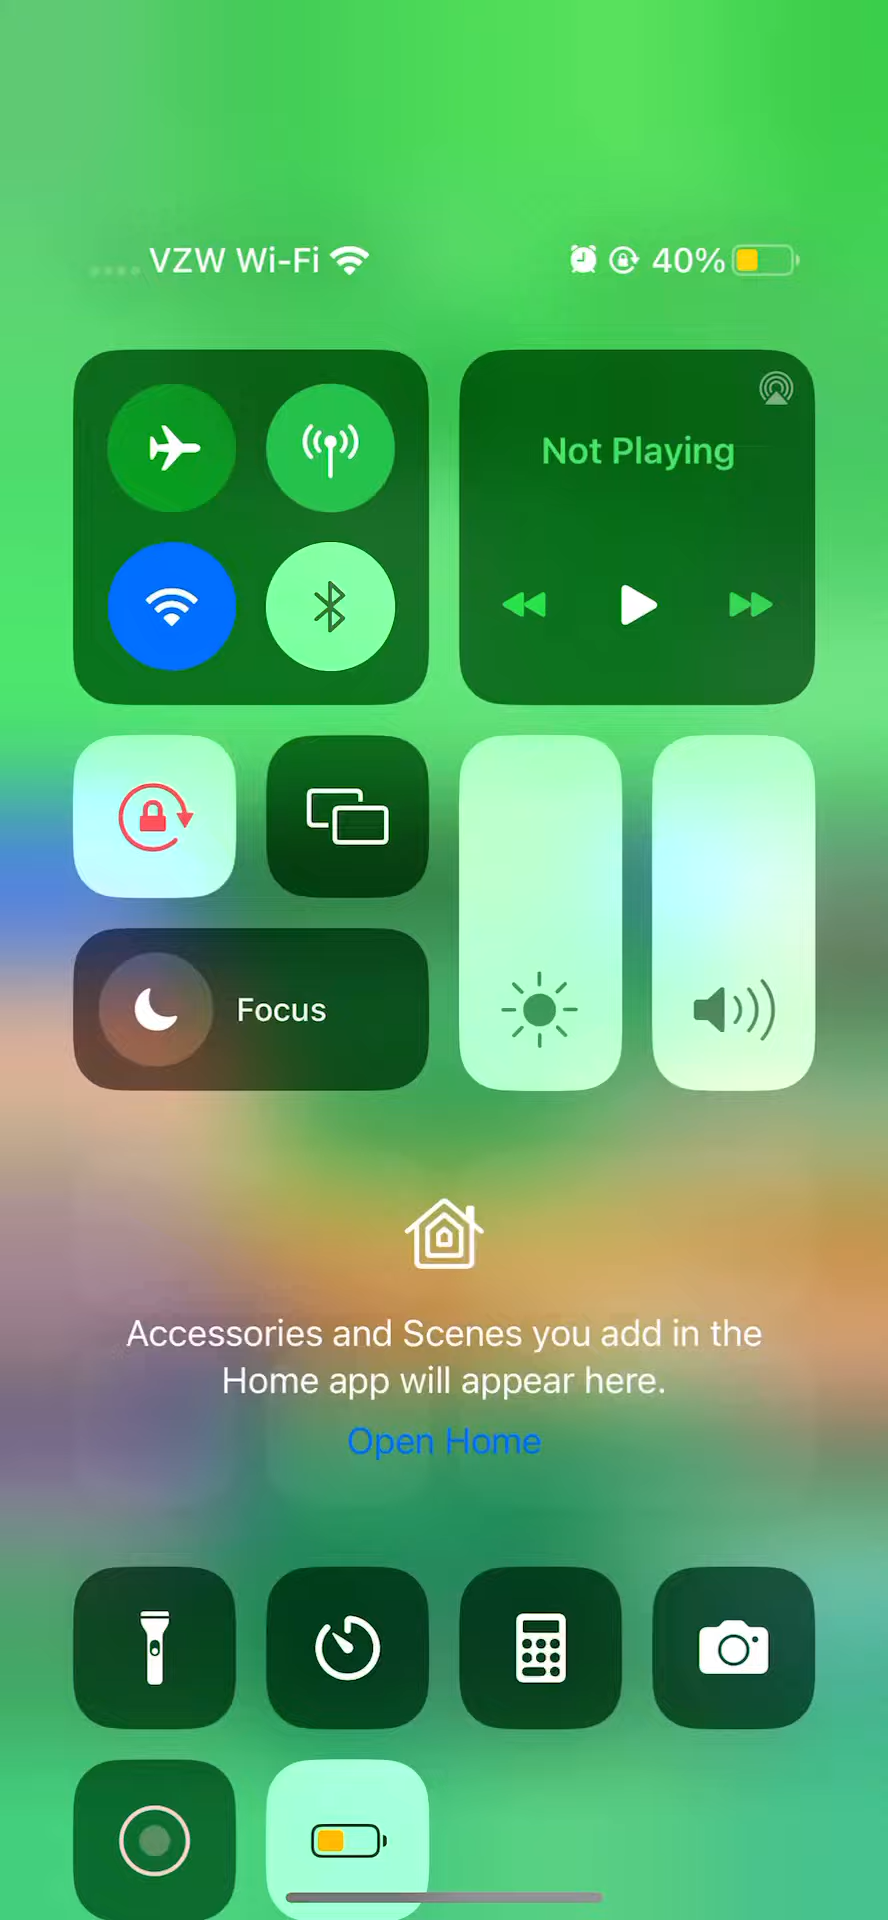 VZW Wi-Fi
40%
Not Playing
Focus
Accessories and Scenes you add in the
Home app will appear here.
Open Home